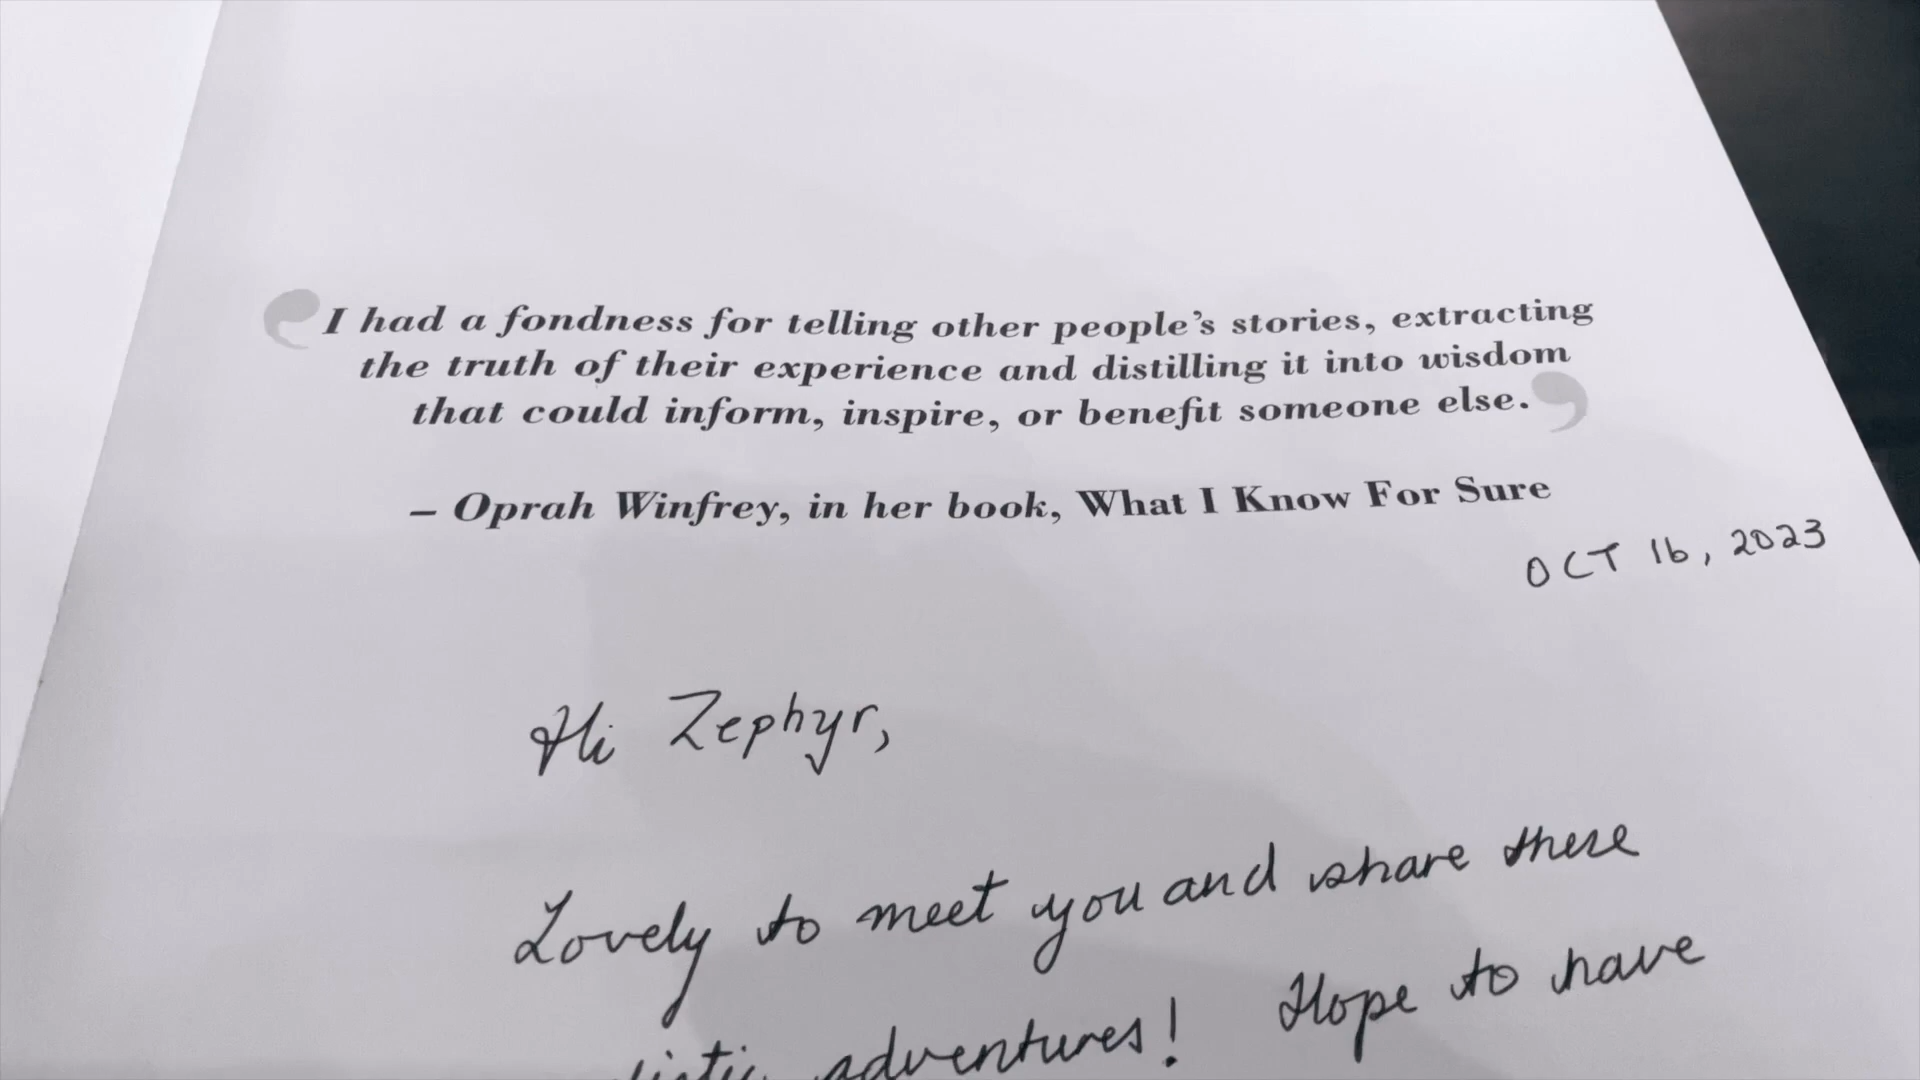 ‘I had a fondness for telling other people’s stories, extracting
the truth of their experience and distilling it into wisdom
that could inform, inspire, or benefit someone else.’
– Oprah Winfrey, in her book, What I Know For Sure
OCT 16, 2023
Hi Zephyr,
Lovely to meet you and share these
adventures! Hope to have